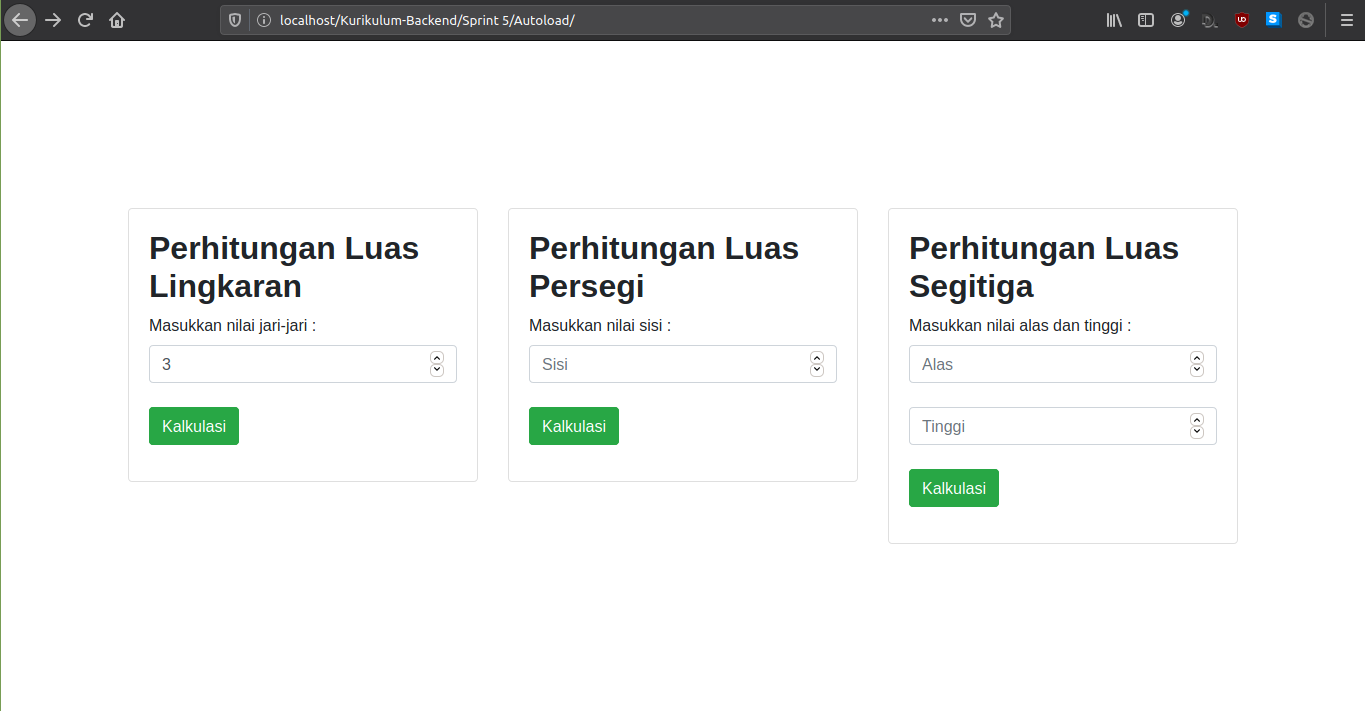 localhost/Kurikulum-Backend/Sprint 5/Autoload/
Perhitungan Luas
Lingkaran
Masukkan nilai jari-jari :
3
Kalkulasi
Perhitungan Luas
Persegi
Masukkan nilai sisi :
Sisi
Kalkulasi
Perhitungan Luas
Segitiga
Masukkan nilai alas dan tinggi :
Alas
Tinggi
Kalkulasi